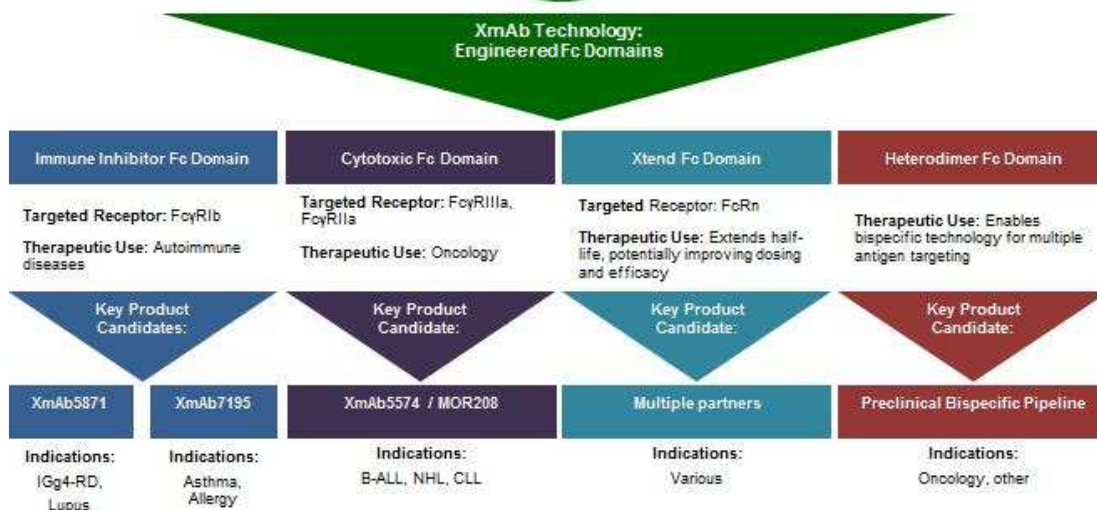 XmAb Technology:
Engineered Fc Domains
Immune Inhibitor Fc Domain
Targeted Receptor: FcγRIb
Therapeutic Use: Autoimmune
diseases
Key Product
Candidates:
XmAb5871
Indications:
IGg4-RD,
Lupus
XmAb7195
Indications:
Asthma,
Allergy
Cytotoxic Fc Domain
Targeted Receptor: FcγRIIIa,
FcγRIIa
Therapeutic Use: Oncology
Key Product
Candidate:
XmAb5574 / MOR208
Indications:
B-ALL, NHL, CLL
Xtend Fc Domain
Targeted Receptor: FcRn
Therapeutic Use: Extends half-
life, potentially improving dosing
and efficacy
Key Product
Candidate:
Multiple partners
Indications:
Various
Heterodimer Fc Domain
Therapeutic Use: Enables
bispecific technology for multiple
antigen targeting
Key Product
Candidate:
Preclinical Bispecific Pipeline
Indications:
Oncology, other